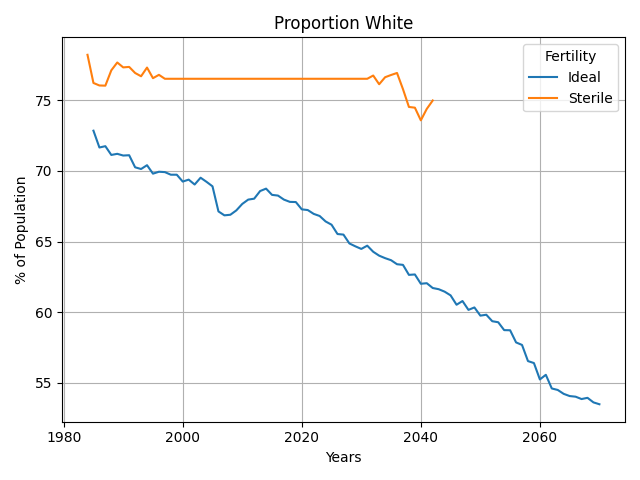 Proportion White
Fertility
Ideal
Sterile
% of Population
75
70
65
60
55
1980
2000
2020
2040
2060
Years